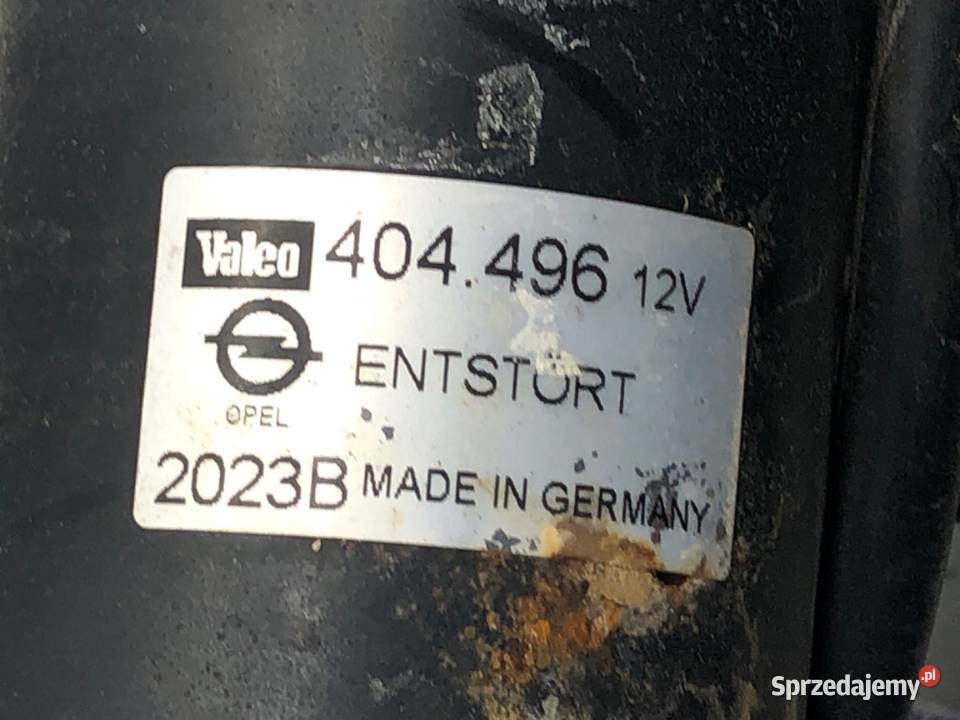 Valeo 404.496 12V
ENTSTÖRT
OPEL
2023B MADE IN GERMANY
Sprzedajemy.pl